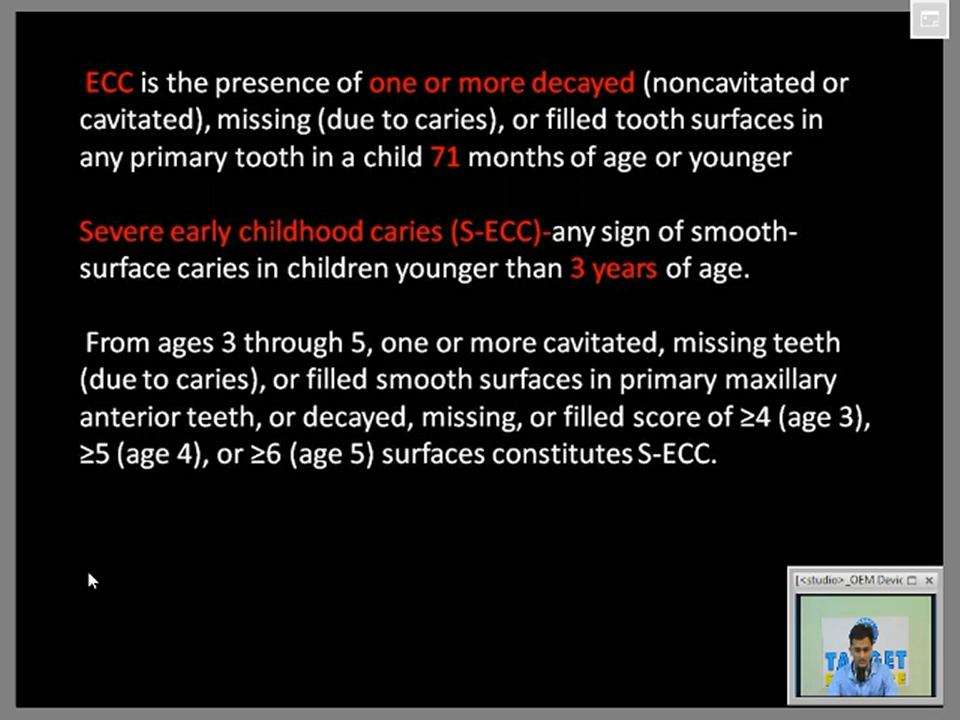 ECC is the presence of one or more decayed (noncavitated or
cavitated), missing (due to caries), or filled tooth surfaces in
any primary tooth in a child 71 months of age or younger
Severe early childhood caries (S-ECC)-any sign of smooth-
surface caries in children younger than 3 years of age.
From ages 3 through 5, one or more cavitated, missing teeth
(due to caries), or filled smooth surfaces in primary maxillary
anterior teeth, or decayed, missing, or filled score of ≥4 (age 3),
≥5 (age 4), or ≥6 (age 5) surfaces constitutes S-ECC.
[<studio>_OEM Devic